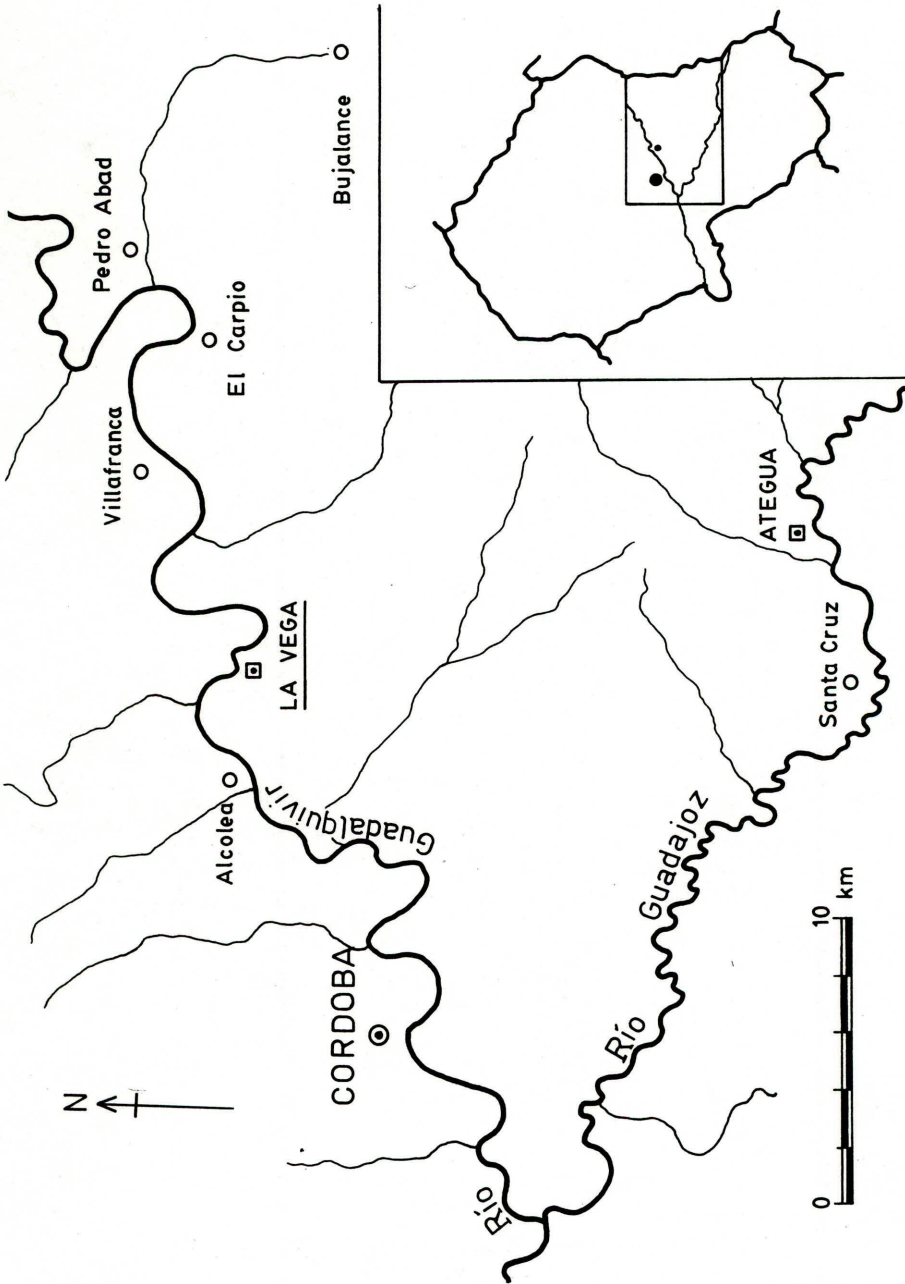 N
Pedro Abad
Bujalance
Villafranca
El Carpio
LA VEGA
Alcolea
Guadalquivir
CORDOBA
Río
ATEGUA
Santa Cruz
Río Guadajoz
0 10
km